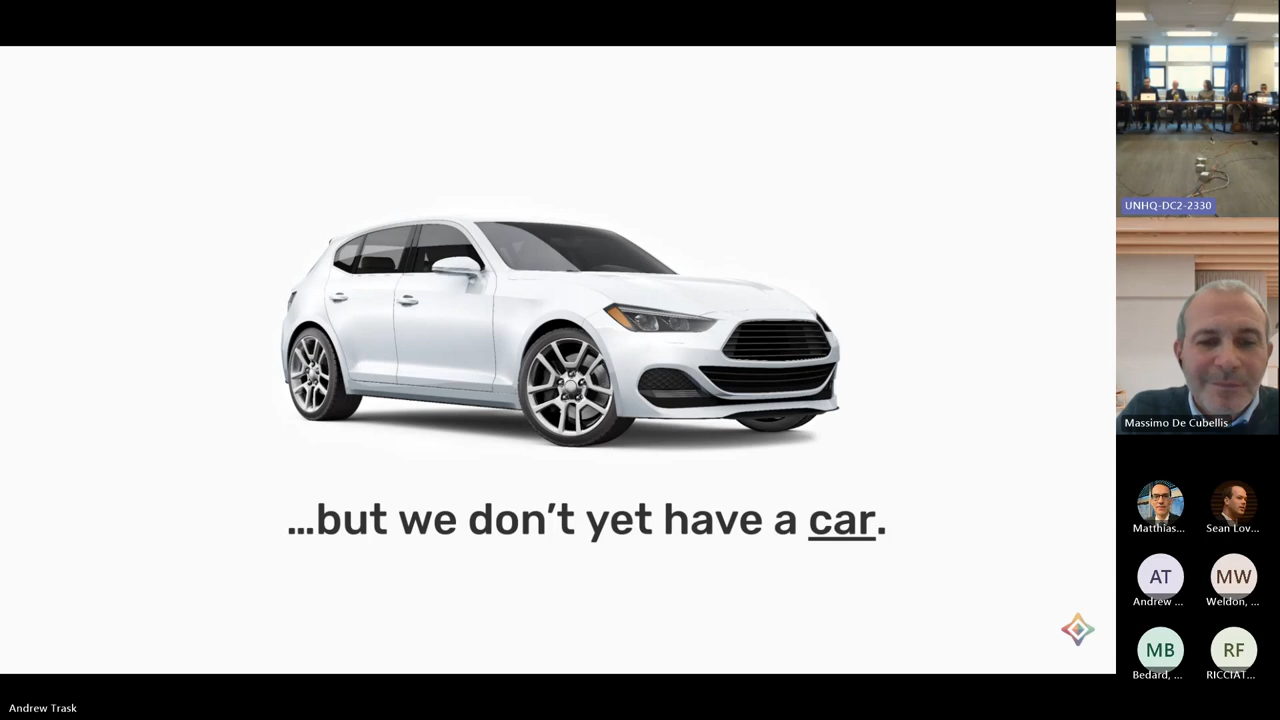 ...but we don't yet have a car.
UNHQ-DC2-2330
Massimo De Cubellis
Matthias...
Sean Lov...
AT
MW
Andrew ...
Weldon, ...
MB
RF
Bedard, ...
RICCIAT...
Andrew Trask